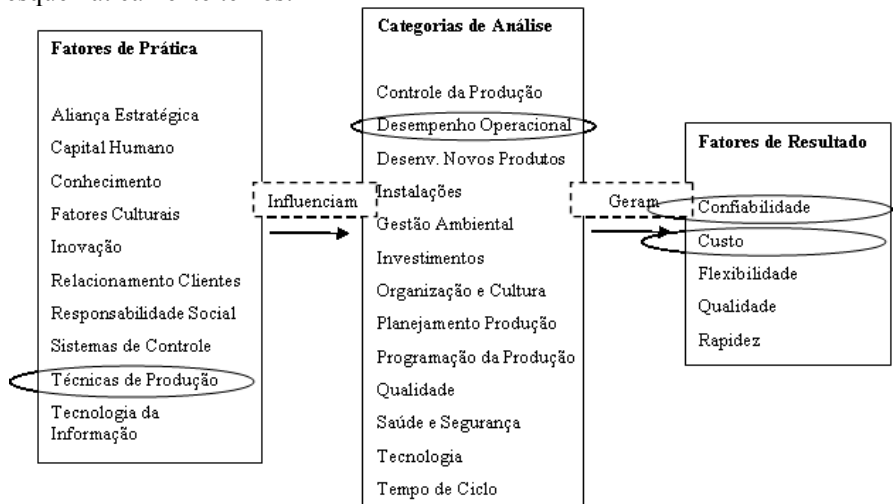 Fatores de Prática
Aliança Estratégica
Capital Humano
Conhecimento
Fatores Culturais
Inovação
Relacionamento Clientes
Responsabilidade Social
Sistemas de Controle
Técnicas de Produção
Tecnologia da
Informação
Influenciam
Categorias de Análise
Controle da Produção
Desempenho Operacional
Desenv. Novos Produtos
Instalações
Gestão Ambiental
Investimentos
Organização e Cultura
Planejamento Produção
Programação da Produção
Qualidade
Saúde e Segurança
Tecnologia
Tempo de Ciclo
Geram
Fatores de Resultado
Confiabilidade
Custo
Flexibilidade
Qualidade
Rapidez